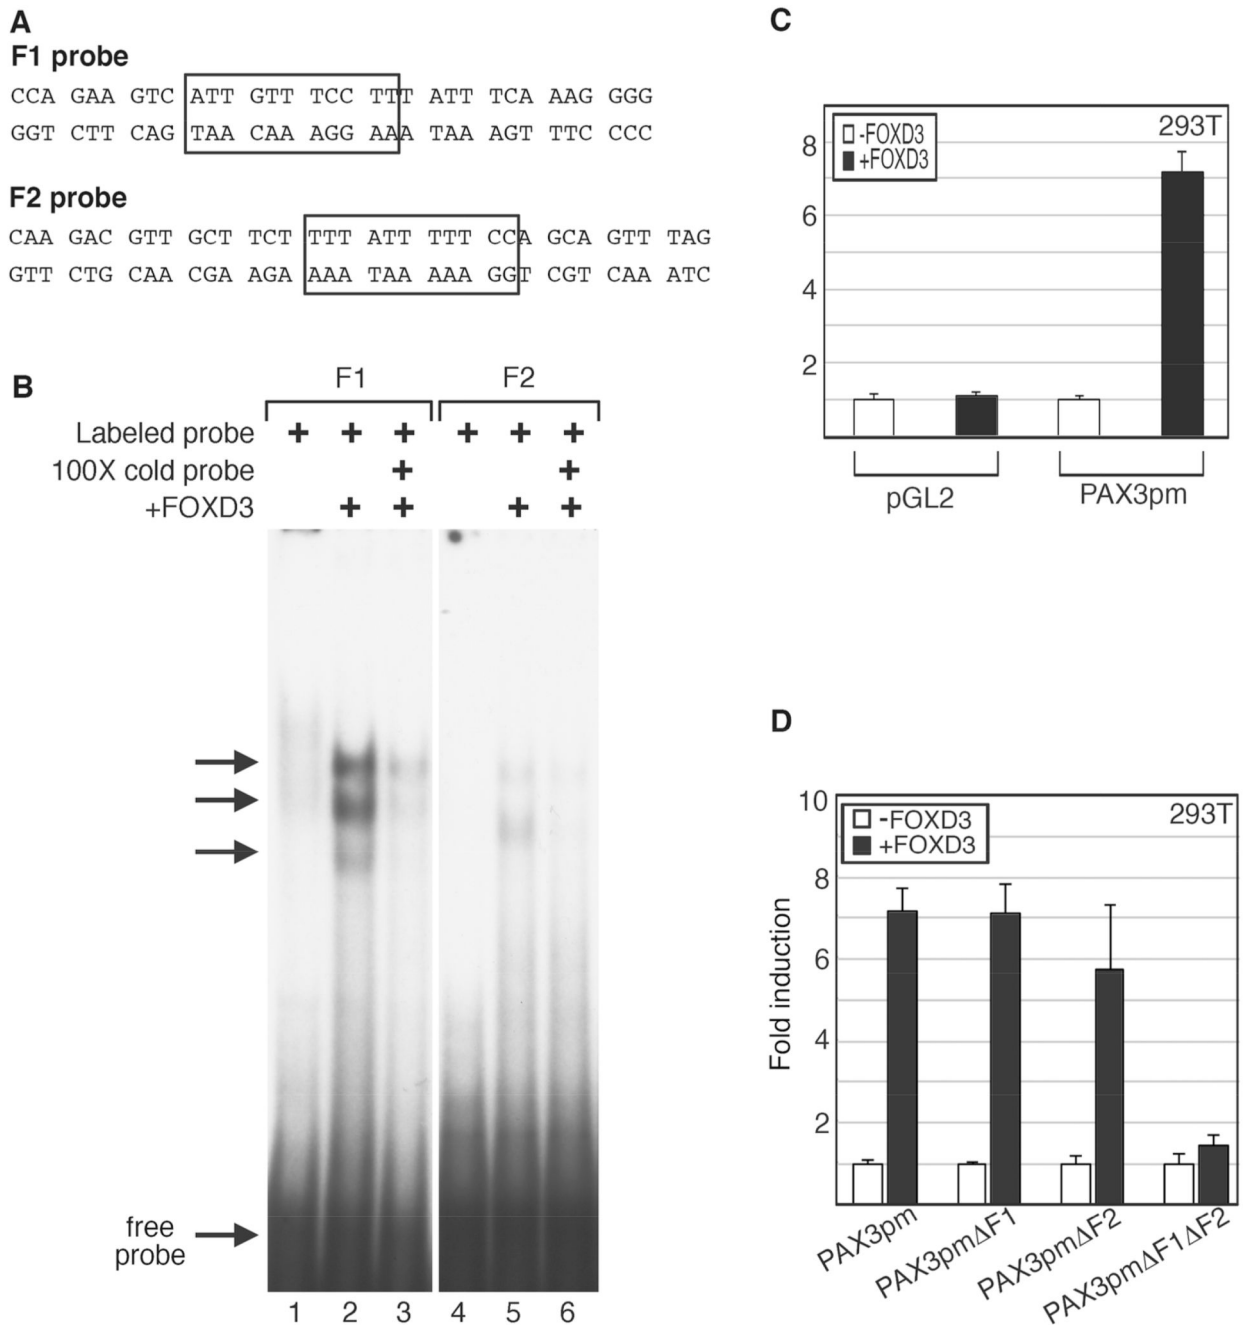 A
F1 probe
CCA GAA GTC ATT GTT TCC TTT ATT TCA AAG GGG
GGT CTT CAG TAA CAA AGG AAA TAA AGT TTC CCC
F2 probe
CAA GAC GTT GCT TCT TTT ATT TTT CCA GCA GTT TAG
GTT CTG CAA CGA AGA AAA TAA AAA GGT CGT CAA ATC
B
F1 F2
Labeled probe + + + + + +
100X cold probe + +
+FOXD3 + + + +
free
probe
1 2 3 4 5 6
C
293T
-FOXD3
+FOXD3
8
6
4
2
pGL2 PAX3pm
D
293T
-FOXD3
+FOXD3
Fold induction
10
8
6
4
2
PAX3pm
PAX3pmΔF1
PAX3pmΔF2
PAX3pmΔF1ΔF2